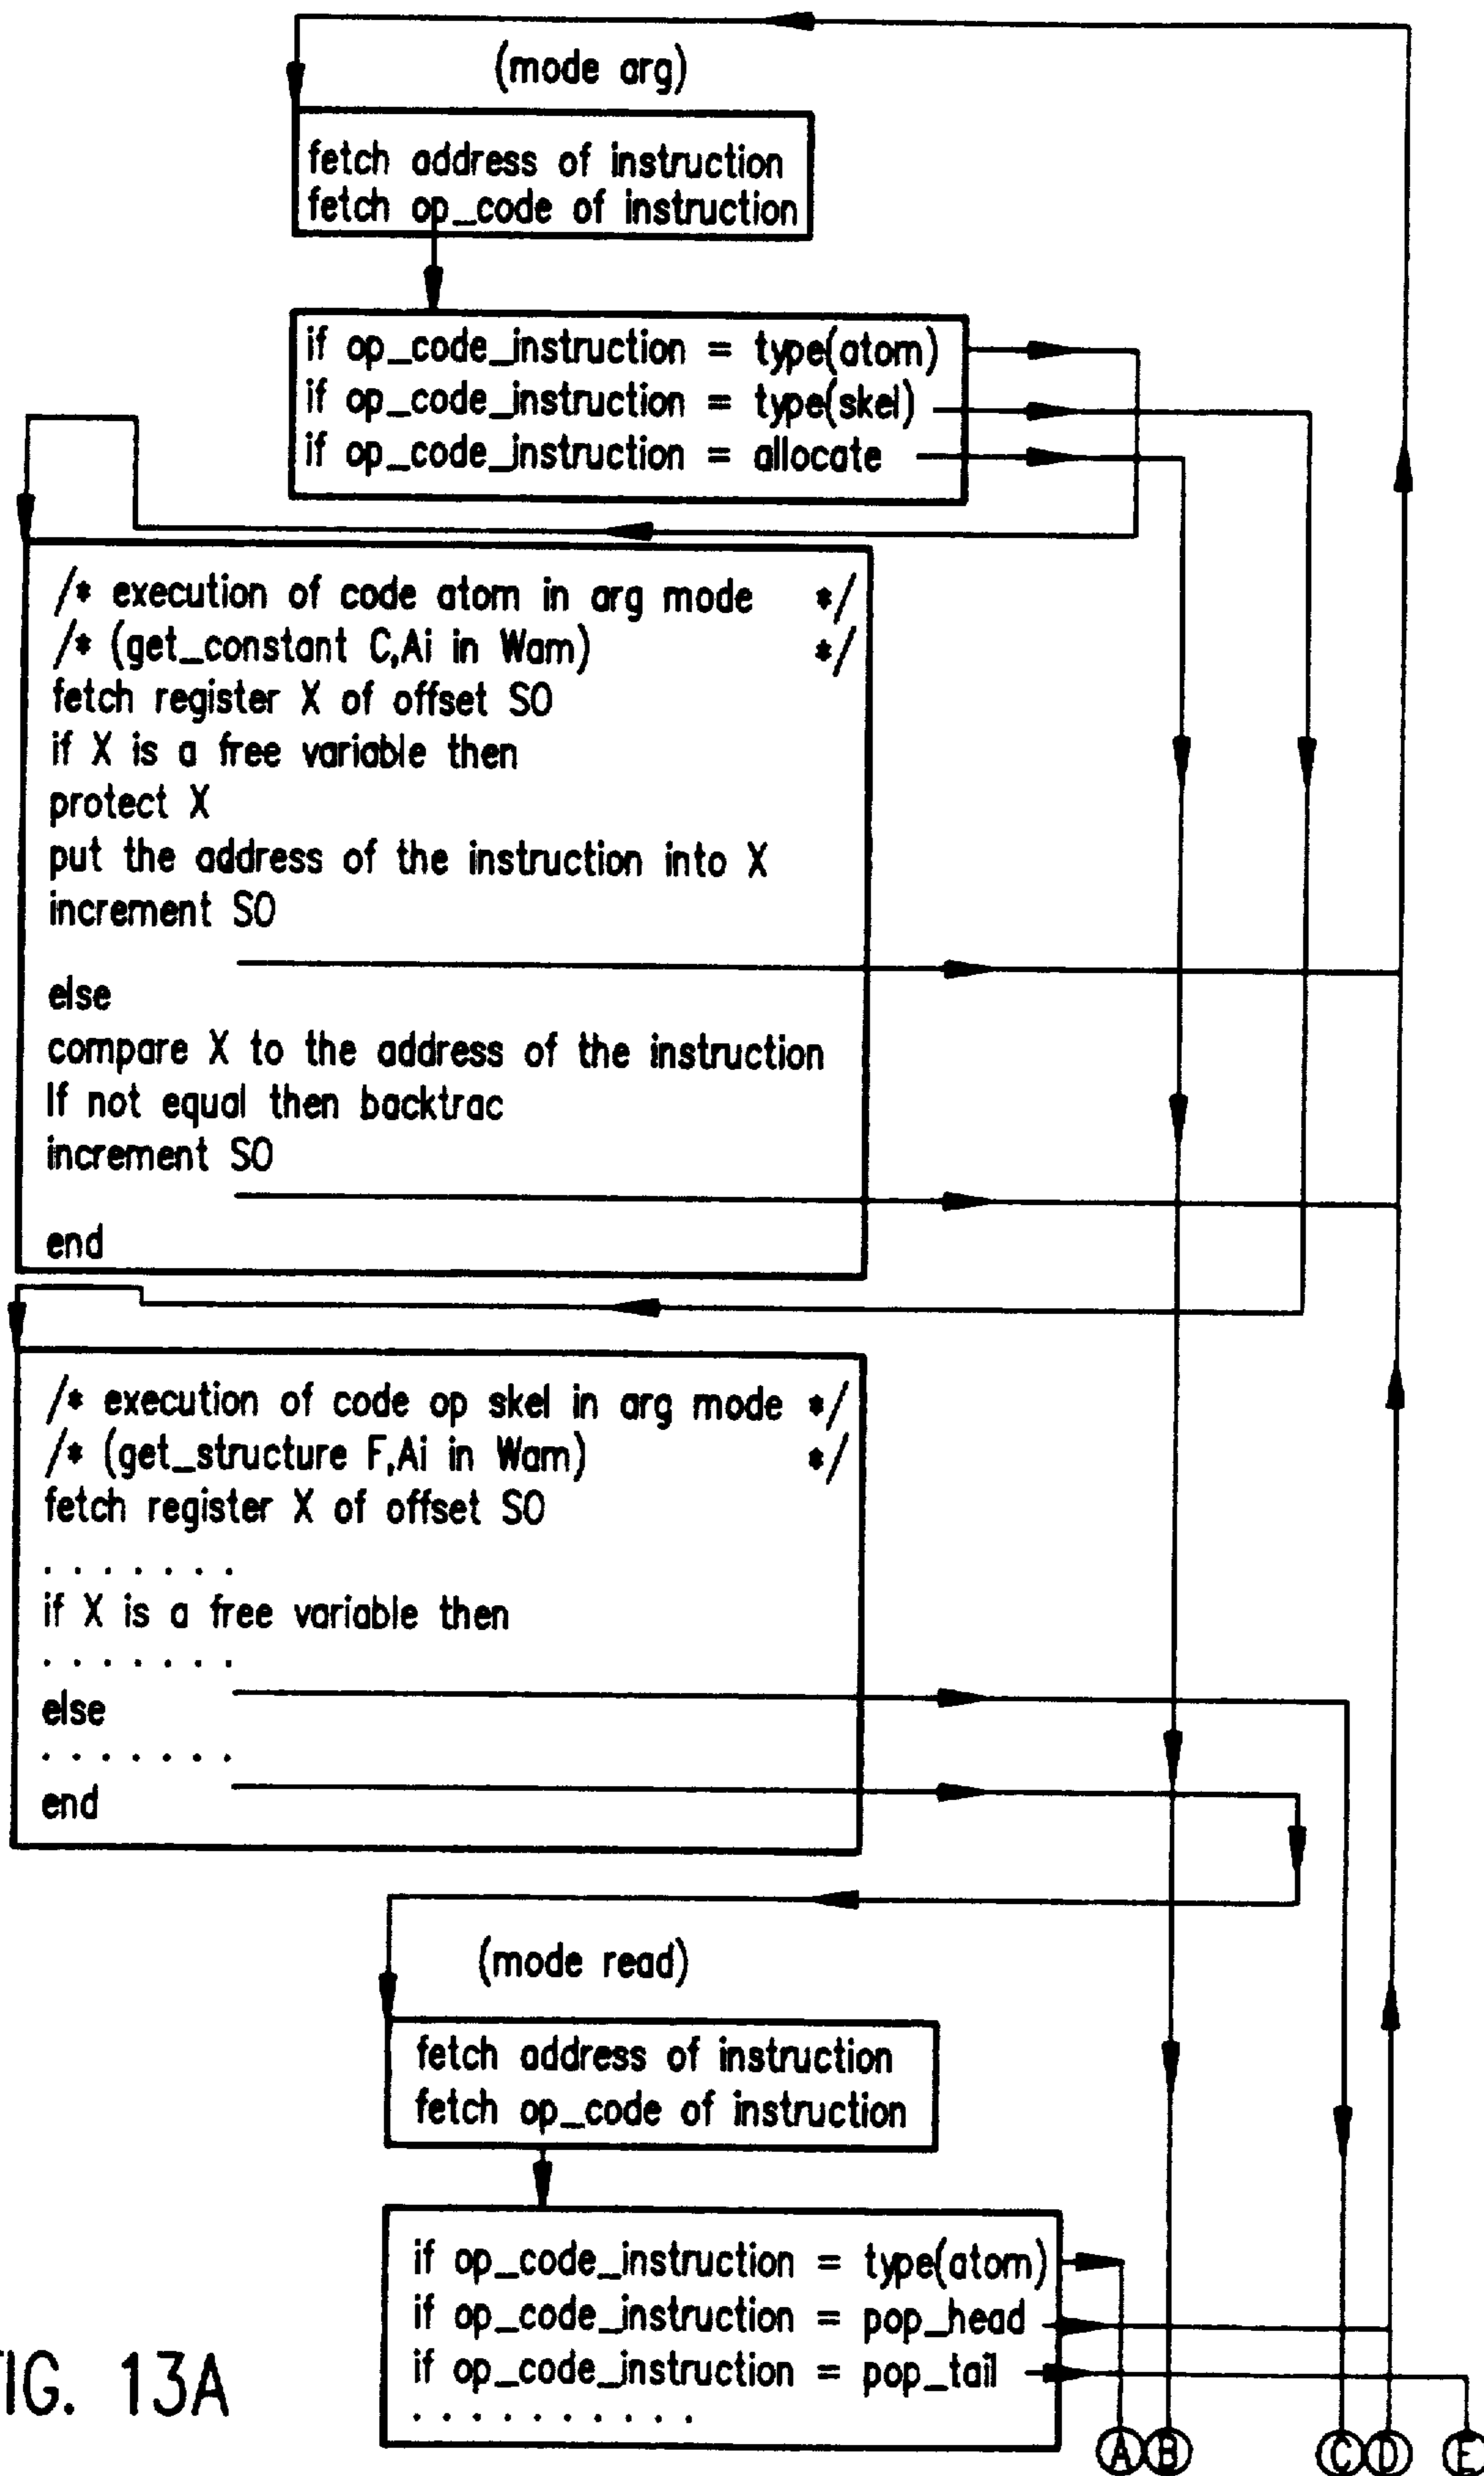 (mode arg)
fetch address of instruction
fetch op_code of instruction
if op_code_instruction = type(atom)
if op_code_instruction = type(skel)
if op_code_instruction = allocate
/* execution of code atom in arg mode */
/* (get_constant C,Ai in Wam) */
fetch register X of offset SO
if X is a free variable then
protect X
put the address of the instruction into X
increment SO
else
compare X to the address of the instruction
If not equal then backtrac
increment SO
end
/* execution of code op skel in arg mode */
/* (get_structure F,Ai in Wam) */
fetch register X of offset SO
. . . . . . .
if X is a free variable then
. . . . . . .
else
. . . . . . .
end
(mode read)
fetch address of instruction
fetch op_code of instruction
if op_code_instruction = type(atom)
if op_code_instruction = pop_head
if op_code_instruction = pop_tail
. . . . . . . . . .
A B C D E
FIG. 13A